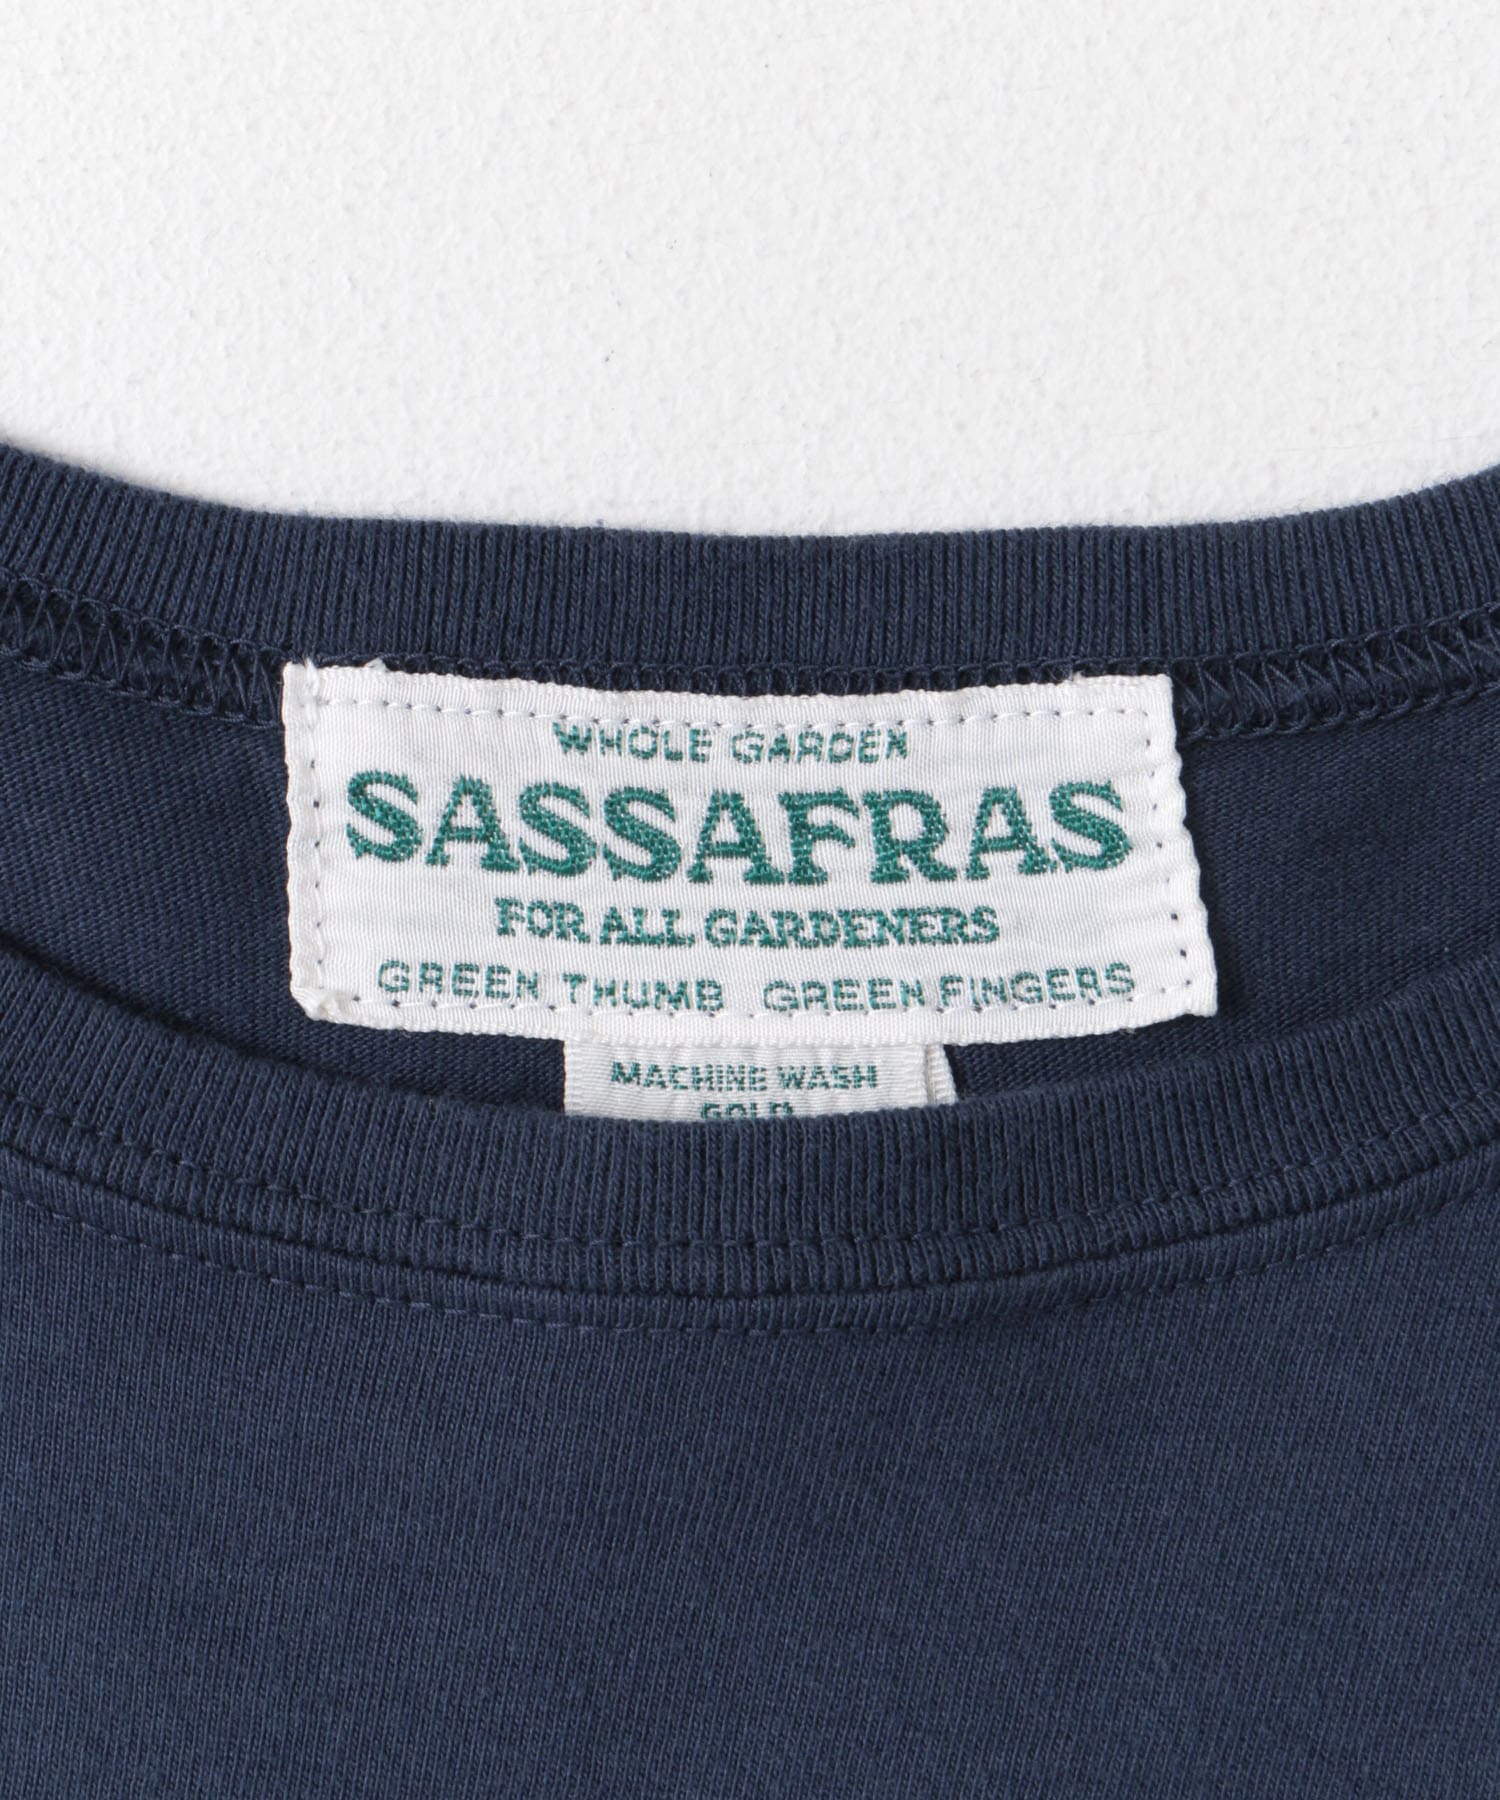 WHOLE GARDEN
SASSAFRAS
FOR ALL GARDENERS
GREEN THUMB GREEN FINGERS
MACHINE WASH